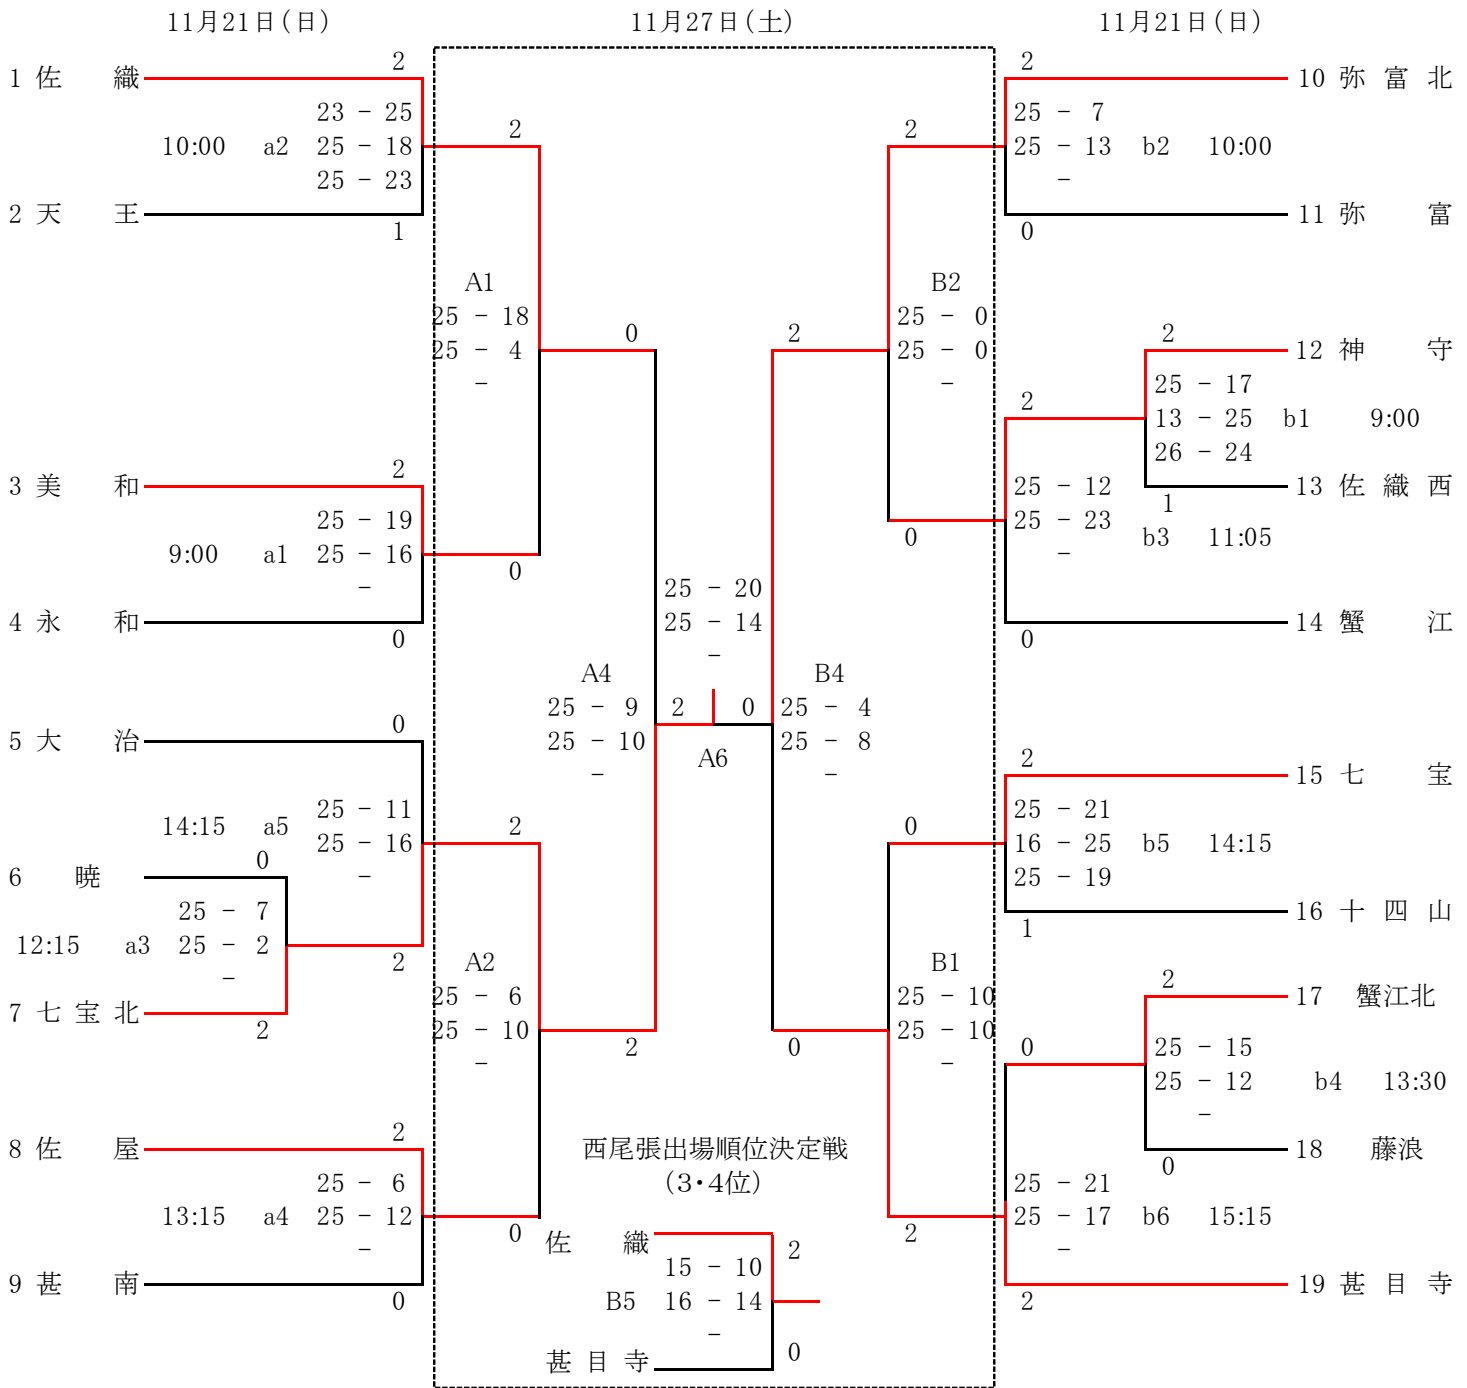 11月21日(日) 11月27日(土) 11月21日(日)
1 佐 織 2
23 - 25
10:00 a2 25 - 18
25 - 23
2 天 王 1
3 美 和 2
25 - 19
9:00 a1 25 - 16
-
4 永 和 0
5 大 治 0
25 - 11
14:15 a5 25 - 16
-
6 暁 0
25 - 7
12:15 a3 25 - 2
-
7 七 宝 北 2
2
8 佐 屋 2
25 - 6
13:15 a4 25 - 12
-
9 甚 南 0
2
A1
25 - 18
25 - 4
-
0
0
2
A2
25 - 6
25 - 10
-
0
2
A4
25 - 9
25 - 10
-
25 - 20
25 - 14
-
2 0
A6
2
B2
25 - 0
25 - 0
-
0
2
B4
25 - 4
25 - 8
-
0
0
B1
25 - 10
25 - 10
-
2
西尾張出場順位決定戦
(3・4位)
佐 織 2
15 - 10
B5 16 - 14
-
甚 目 寺 0
2 10 弥 富 北
25 - 7
25 - 13 b2 10:00
-
0 11 弥 富
2 12 神 守
25 - 17
13 - 25 b1 9:00
26 - 24
1 13 佐 織 西
2
25 - 12
25 - 23 b3 11:05
-
0 14 蟹 江
2 15 七 宝
25 - 21
16 - 25 b5 14:15
25 - 19
1 16 十 四 山
2 17 蟹江北
25 - 15
25 - 12 b4 13:30
-
0 18 藤浪
0
25 - 21
25 - 17 b6 15:15
-
2 19 甚 目 寺